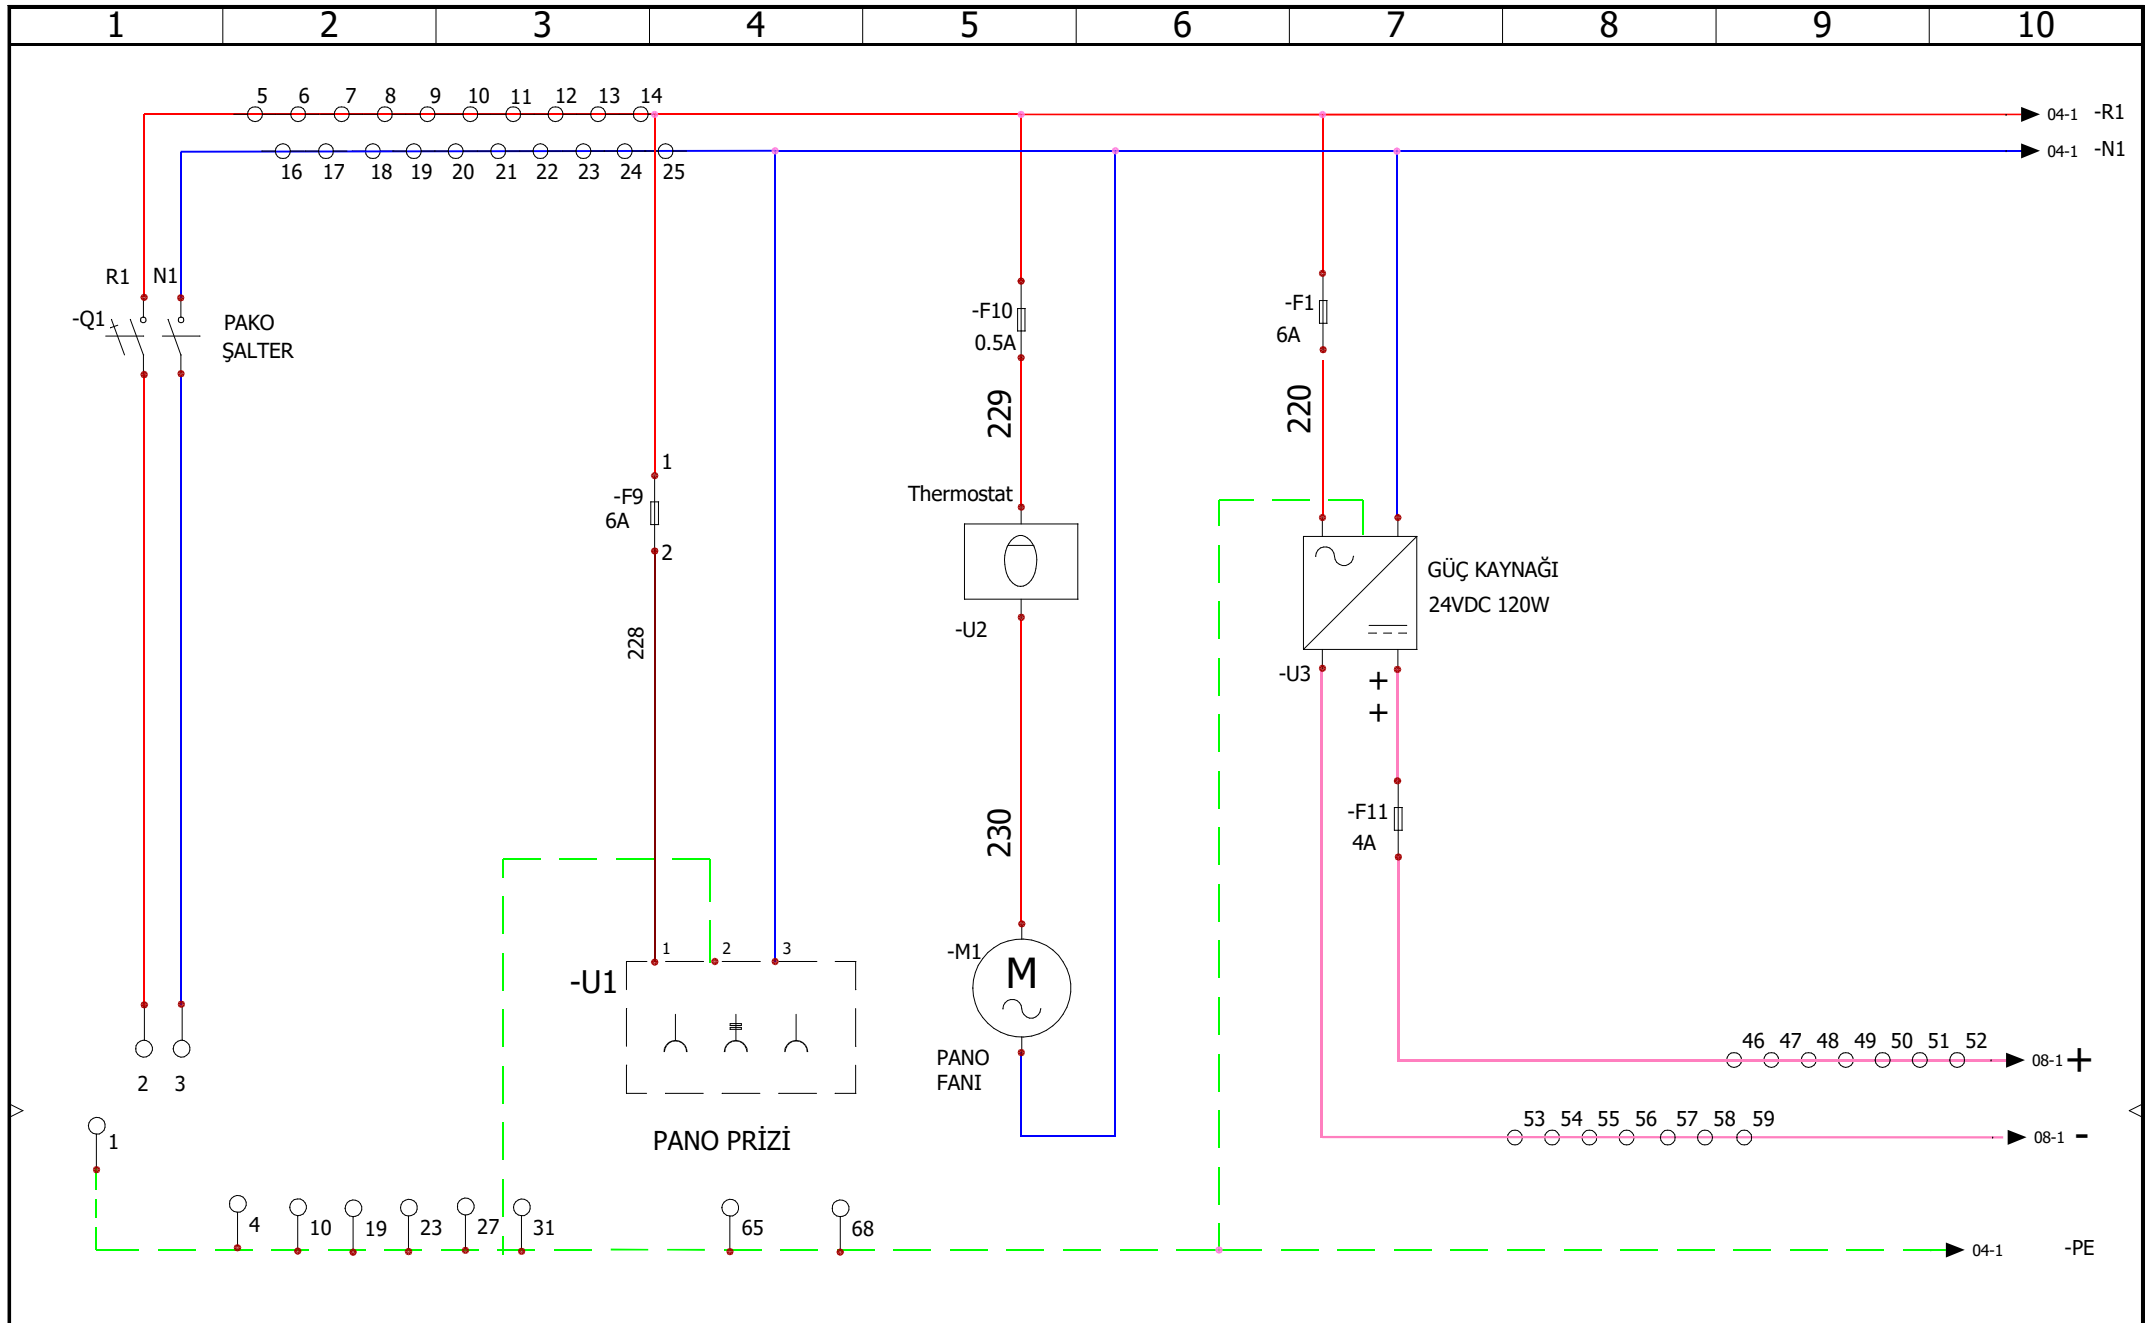 1 2 3 4 5 6 7 8 9 10
5 6 7 8 9 10 11 12 13 14
04-1 -R1
16 17 18 19 20 21 22 23 24 25
04-1 -N1
R1 N1
-Q1
PAKO
ŞALTER
-F10
0.5A
-F1
6A
229
220
1
-F9
6A
2
Thermostat
-U2
GÜÇ KAYNAĞI
24VDC 120W
228
-U3
+
+
-F11
4A
230
1 2 3
-U1
-M1
M
PANO
FANI
46 47 48 49 50 51 52
08-1 +
2 3
1
PANO PRİZİ
53 54 55 56 57 58 59
08-1 -
4 10 19 23 27 31 65 68
04-1 -PE